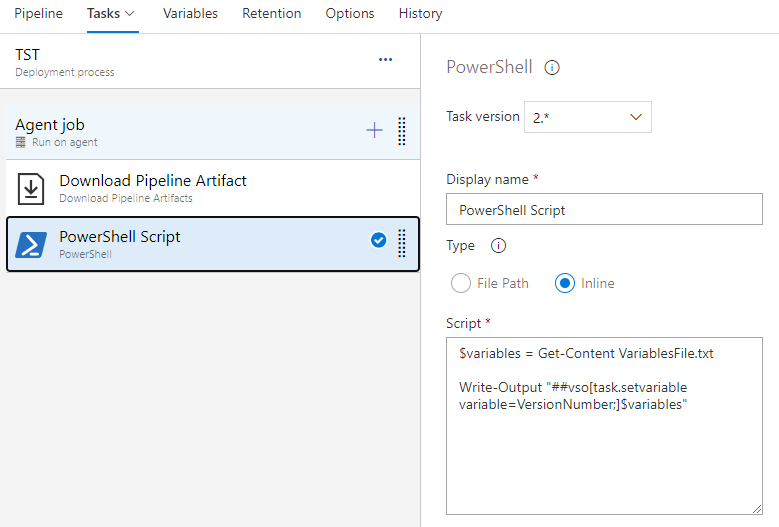 Pipeline Tasks Variables Retention Options History
TST
Deployment process
Agent job
Run on agent
Download Pipeline Artifact
Download Pipeline Artifacts
PowerShell Script
PowerShell
PowerShell
Task version 2.*
Display name *
PowerShell Script
Type
File Path Inline
Script *
$variables = Get-Content VariablesFile.txt
Write-Output "##vso[task.setvariable
variable=VersionNumber;]$variables"